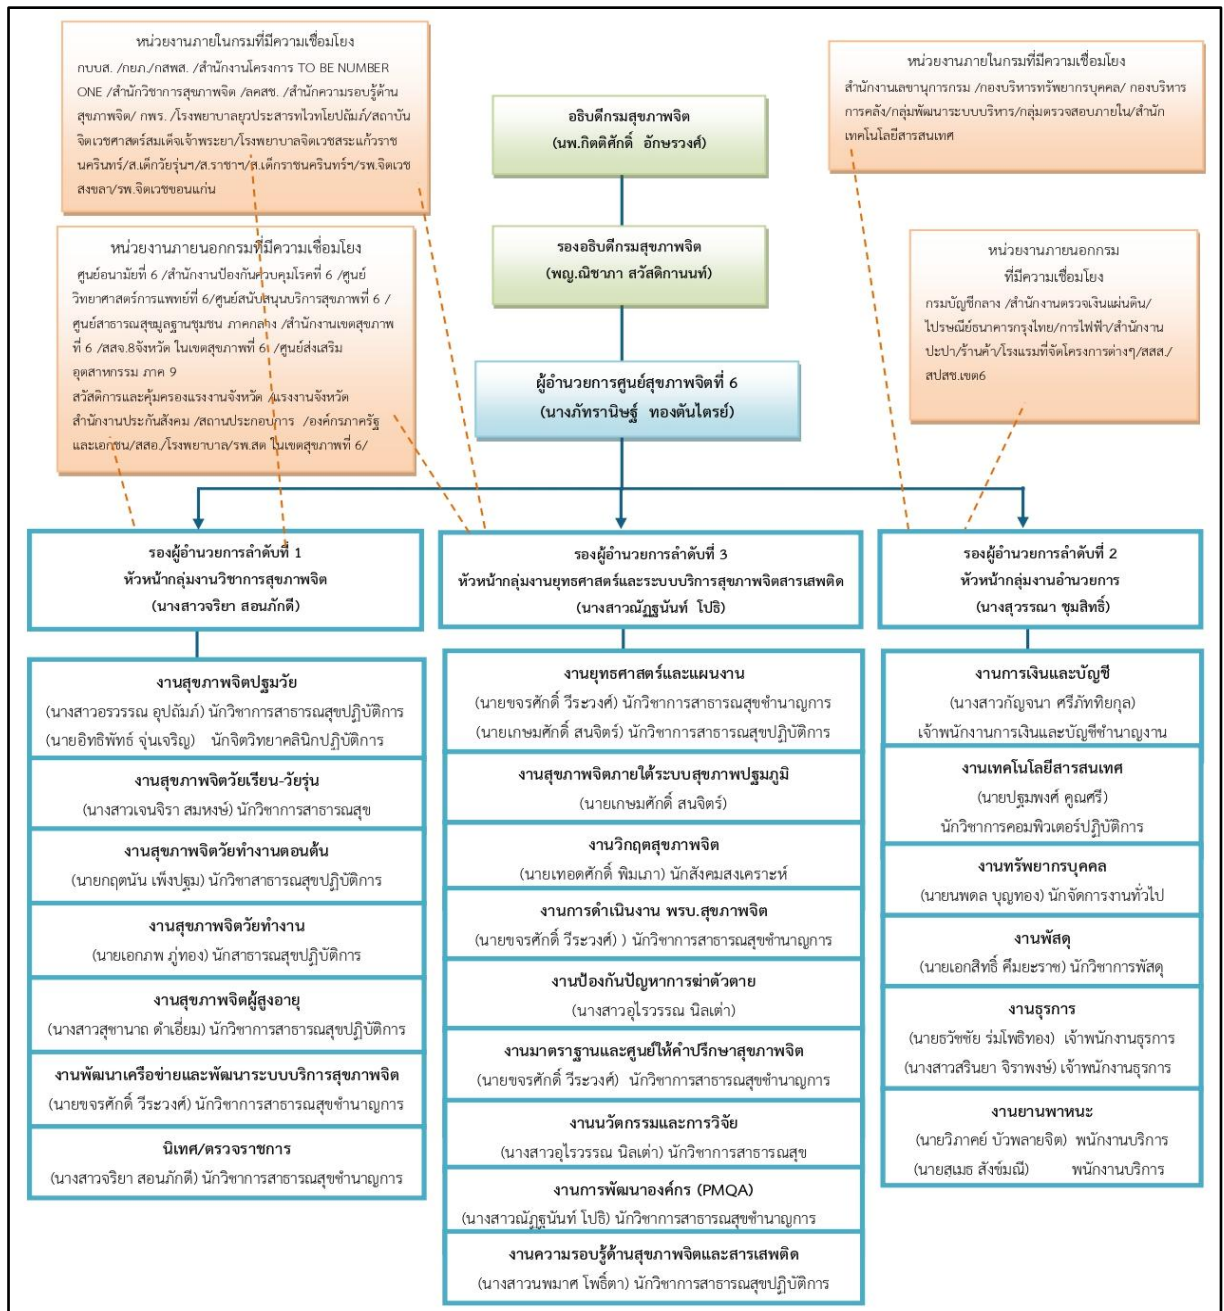 หน่วยงานภายในกรมที่มีความเชื่อมโยง
กบบส. /กยภ./กสพส. /สำนักงานโครงการ TO BE NUMBER
ONE /สำนักวิชาการสุขภาพจิต /ลคสช. /สำนักความรอบรู้ด้าน
สุขภาพจิต/ กพร. /โรงพยาบาลยุวประสารทไวทโยปถัมภ์/สถาบัน
จิตเวชศาสตร์สมเด็จเจ้าพระยา/โรงพยาบาลจิตเวชสระแก้วราช
นครินทร์/ส.เด็กวัยรุ่นฯ/ส.ราชาฯ/ส.เด็กราชนครินทร์ฯ/รพ.จิตเวช
สงขลา/รพ.จิตเวชขอนแก่น
หน่วยงานภายนอกกรมที่มีความเชื่อมโยง
ศูนย์อนามัยที่ 6 /สำนักงานป้องกันควบคุมโรคที่ 6 /ศูนย์
วิทยาศาสตร์การแพทย์ที่ 6/ศูนย์สนับสนุนบริการสุขภาพที่ 6 /
ศูนย์สาธารณสุขมูลฐานชุมชน ภาคกลาง /สำนักงานเขตสุขภาพ
ที่ 6 /สสจ.8จังหวัด ในเขตสุขภาพที่ 6 /ศูนย์ส่งเสริม
อุตสาหกรรม ภาค 9
สวัสดิการและคุ้มครองแรงงานจังหวัด /แรงงานจังหวัด
สำนักงานประกันสังคม /สถานประกอบการ /องค์กรภาครัฐ
และเอกชน/สสอ./โรงพยาบาล/รพ.สต ในเขตสุขภาพที่ 6/
อธิบดีกรมสุขภาพจิต
(นพ.กิตติศักดิ์ อักษรวงศ์)
รองอธิบดีกรมสุขภาพจิต
(พญ.ณิชาภา สวัสดิกานนท์)
ผู้อำนวยการศูนย์สุขภาพจิตที่ 6
(นางภัทรานิษฐ์ ทองตันไตรย์)
หน่วยงานภายในกรมที่มีความเชื่อมโยง
สำนักงานเลขานุการกรม /กองบริหารทรัพยากรบุคคล/ กองบริหาร
การคลัง/กลุ่มพัฒนาระบบบริหาร/กลุ่มตรวจสอบภายใน/สำนัก
เทคโนโลยีสารสนเทศ
หน่วยงานภายนอกกรม
ที่มีความเชื่อมโยง
กรมบัญชีกลาง /สำนักงานตรวจเงินแผ่นดิน/
ไปรษณีย์ธนาคารกรุงไทย/การไฟฟ้า/สำนักงาน
ปะปา/ร้านค้า/โรงแรมที่จัดโครงการต่างๆ/สสส./
สปสช.เขต6
รองผู้อำนวยการลำดับที่ 1
หัวหน้ากลุ่มงานวิชาการสุขภาพจิต
(นางสาวจริยา สอนภักดี)
งานสุขภาพจิตปฐมวัย
(นางสาวอรวรรณ อุปถัมภ์) นักวิชาการสาธารณสุขปฏิบัติการ
(นายอิทธิพัทธ์ จุ่นเจริญ) นักจิตวิทยาคลินิกปฏิบัติการ
งานสุขภาพจิตวัยเรียน-วัยรุ่น
(นางสาวเจนจิรา สมหงษ์) นักวิชาการสาธารณสุข
งานสุขภาพจิตวัยทำงานตอนต้น
(นายกฤตนัน เพ็งปฐม) นักวิชาสาธารณสุขปฏิบัติการ
งานสุขภาพจิตวัยทำงาน
(นายเอกภพ ภู่ทอง) นักสาธารณสุขปฏิบัติการ
งานสุขภาพจิตผู้สูงอายุ
(นางสาวสุชานาถ ดำเอี่ยม) นักวิชาการสาธารณสุขปฏิบัติการ
งานพัฒนาเครือข่ายและพัฒนาระบบบริการสุขภาพจิต
(นายขจรศักดิ์ วีระวงศ์) นักวิชาการสาธารณสุขชำนาญการ
นิเทศ/ตรวจราชการ
(นางสาวจริยา สอนภักดี) นักวิชาการสาธารณสุขชำนาญการ
รองผู้อำนวยการลำดับที่ 3
หัวหน้ากลุ่มงานยุทธศาสตร์และระบบบริการสุขภาพจิตสารเสพติด
(นางสาวณัฏฐนันท์ โปธิ)
งานยุทธศาสตร์และแผนงาน
(นายขจรศักดิ์ วีระวงศ์) นักวิชาการสาธารณสุขชำนาญการ
(นายเกษมศักดิ์ สนจิตร์) นักวิชาการสาธารณสุขปฏิบัติการ
งานสุขภาพจิตภายใต้ระบบสุขภาพปฐมภูมิ
(นายเกษมศักดิ์ สนจิตร์)
งานวิกฤตสุขภาพจิต
(นายเทอดศักดิ์ พิมเภา) นักสังคมสงเคราะห์
งานการดำเนินงาน พรบ.สุขภาพจิต
(นายขจรศักดิ์ วีระวงศ์) ) นักวิชาการสาธารณสุขชำนาญการ
งานป้องกันปัญหาการฆ่าตัวตาย
(นางสาวอุไรวรรณ นิลเต่า)
งานมาตราฐานและศูนย์ให้คำปรึกษาสุขภาพจิต
(นายขจรศักดิ์ วีระวงศ์) นักวิชาการสาธารณสุขชำนาญการ
งานนวัตกรรมและการวิจัย
(นางสาวอุไรวรรณ นิลเต่า) นักวิชาการสาธารณสุข
งานการพัฒนาองค์กร (PMQA)
(นางสาวณัฏฐนันท์ โปธิ) นักวิชาการสาธารณสุขชำนาญการ
งานความรอบรู้ด้านสุขภาพจิตและสารเสพติด
(นางสาวนพมาศ โพธิ์ตา) นักวิชาการสาธารณสุขปฏิบัติการ
รองผู้อำนวยการลำดับที่ 2
หัวหน้ากลุ่มงานอำนวยการ
(นางสุวรรณา ชุมสิทธิ์)
งานการเงินและบัญชี
(นางสาวกัญจนา ศรีภัททิยกุล)
เจ้าพนักงานการเงินและบัญชีชำนาญงาน
งานเทคโนโลยีสารสนเทศ
(นายปฐมพงศ์ คูณศรี)
นักวิชาการคอมพิวเตอร์ปฏิบัติการ
งานทรัพยากรบุคคล
(นายนพดล บุญทอง) นักจัดการงานทั่วไป
งานพัสดุ
(นายเอกสิทธิ์ คึมยะราช) นักวิชาการพัสดุ
งานธุรการ
(นายธวัชชัย ร่มโพธิทอง) เจ้าพนักงานธุรการ
(นางสาวสรินยา จิราพงษ์) เจ้าพนักงานธุรการ
งานยานพาหนะ
(นายวิภาคย์ บัวพลายจิต) พนักงานบริการ
(นายสุเมธ สังข์มณี) พนักงานบริการ